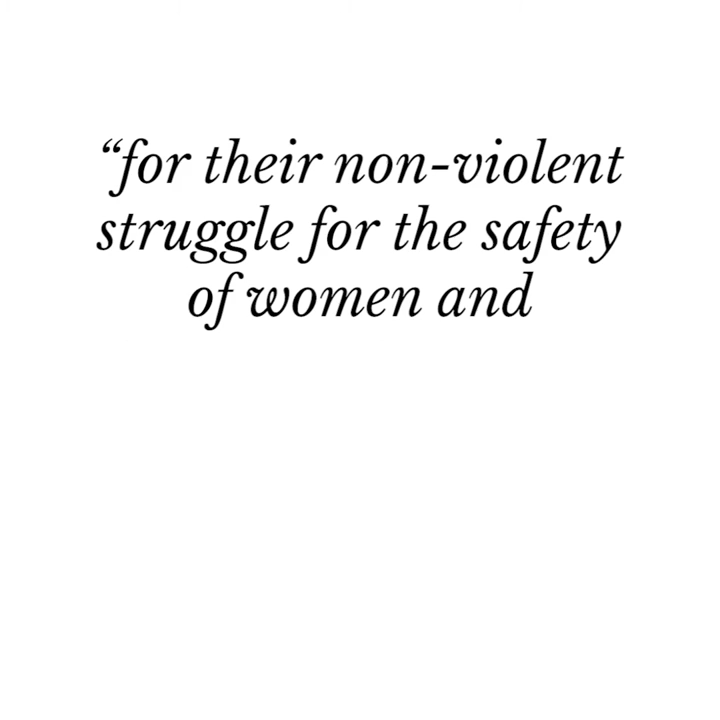 “for their non-violent
struggle for the safety
of women and